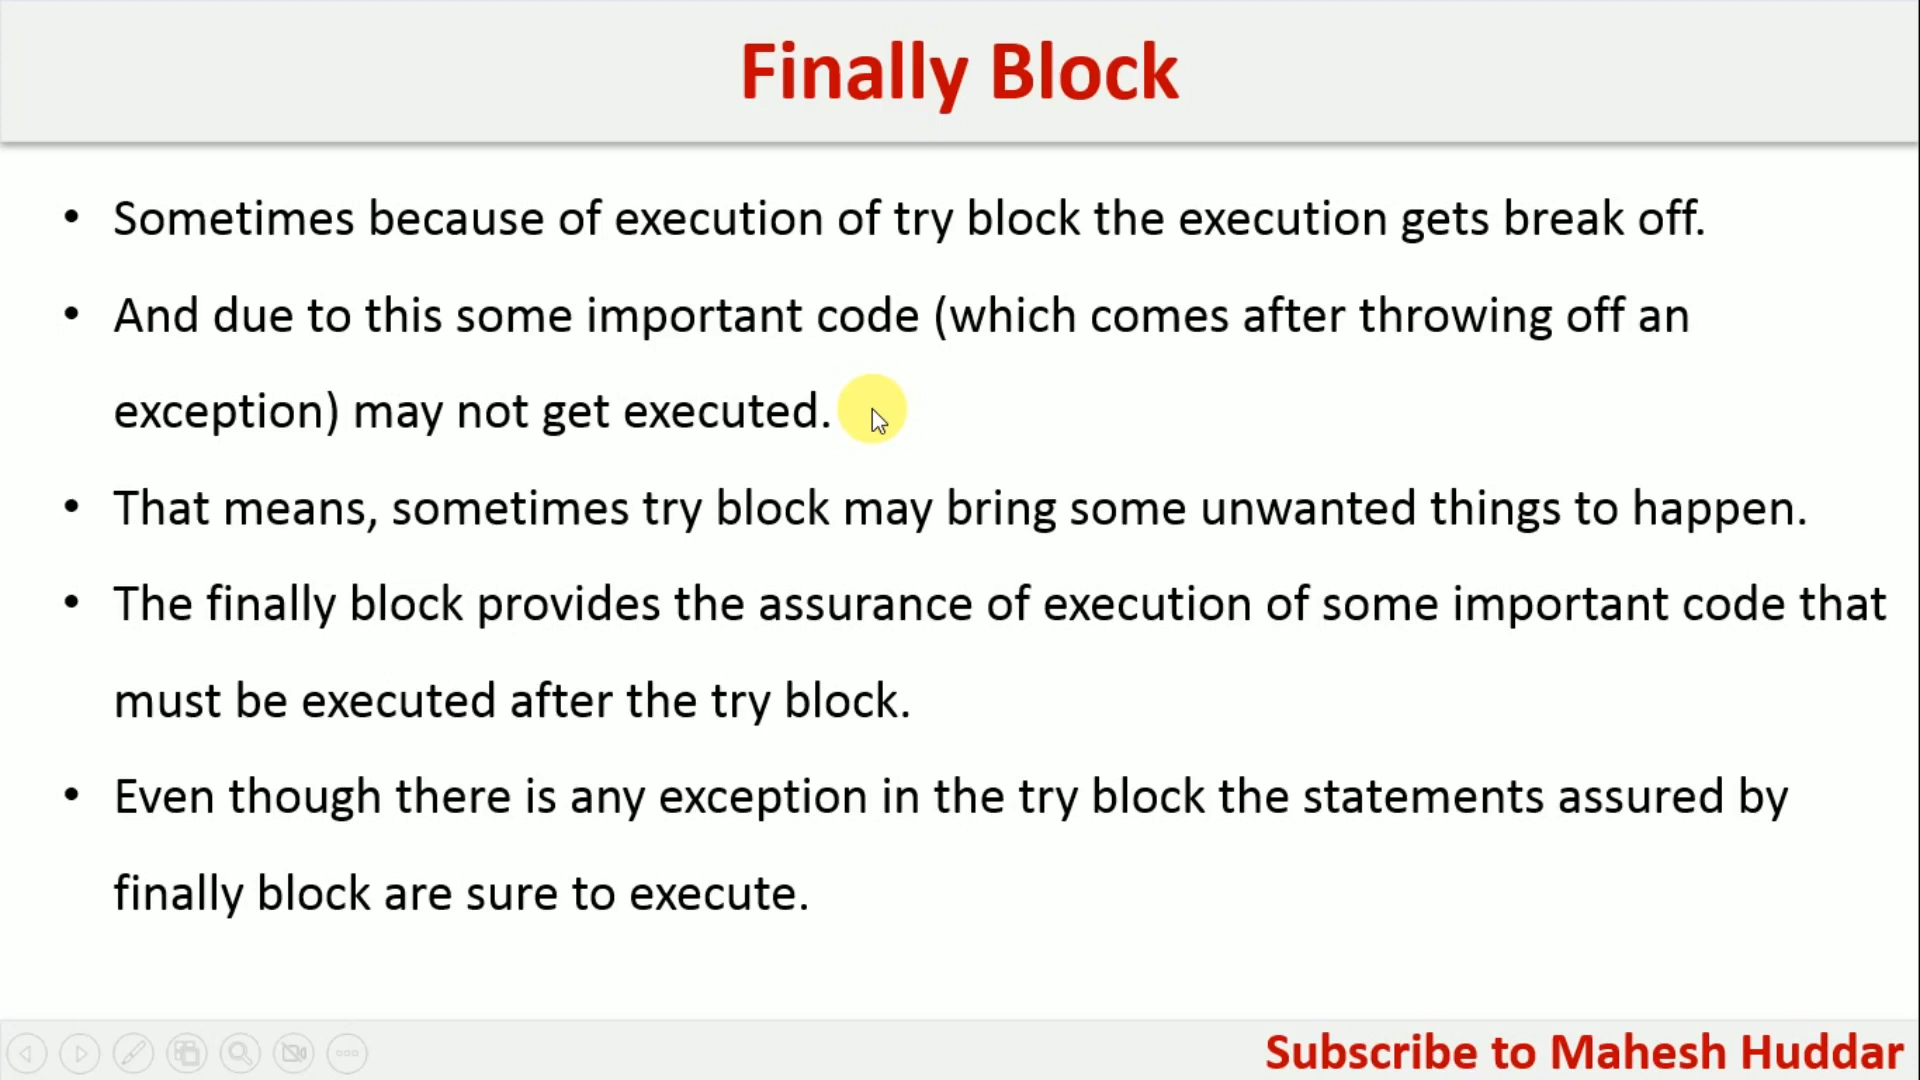 Finally Block
• Sometimes because of execution of try block the execution gets break off.
• And due to this some important code (which comes after throwing off an
exception) may not get executed.
• That means, sometimes try block may bring some unwanted things to happen.
• The finally block provides the assurance of execution of some important code that
must be executed after the try block.
• Even though there is any exception in the try block the statements assured by
finally block are sure to execute.
Subscribe to Mahesh Huddar